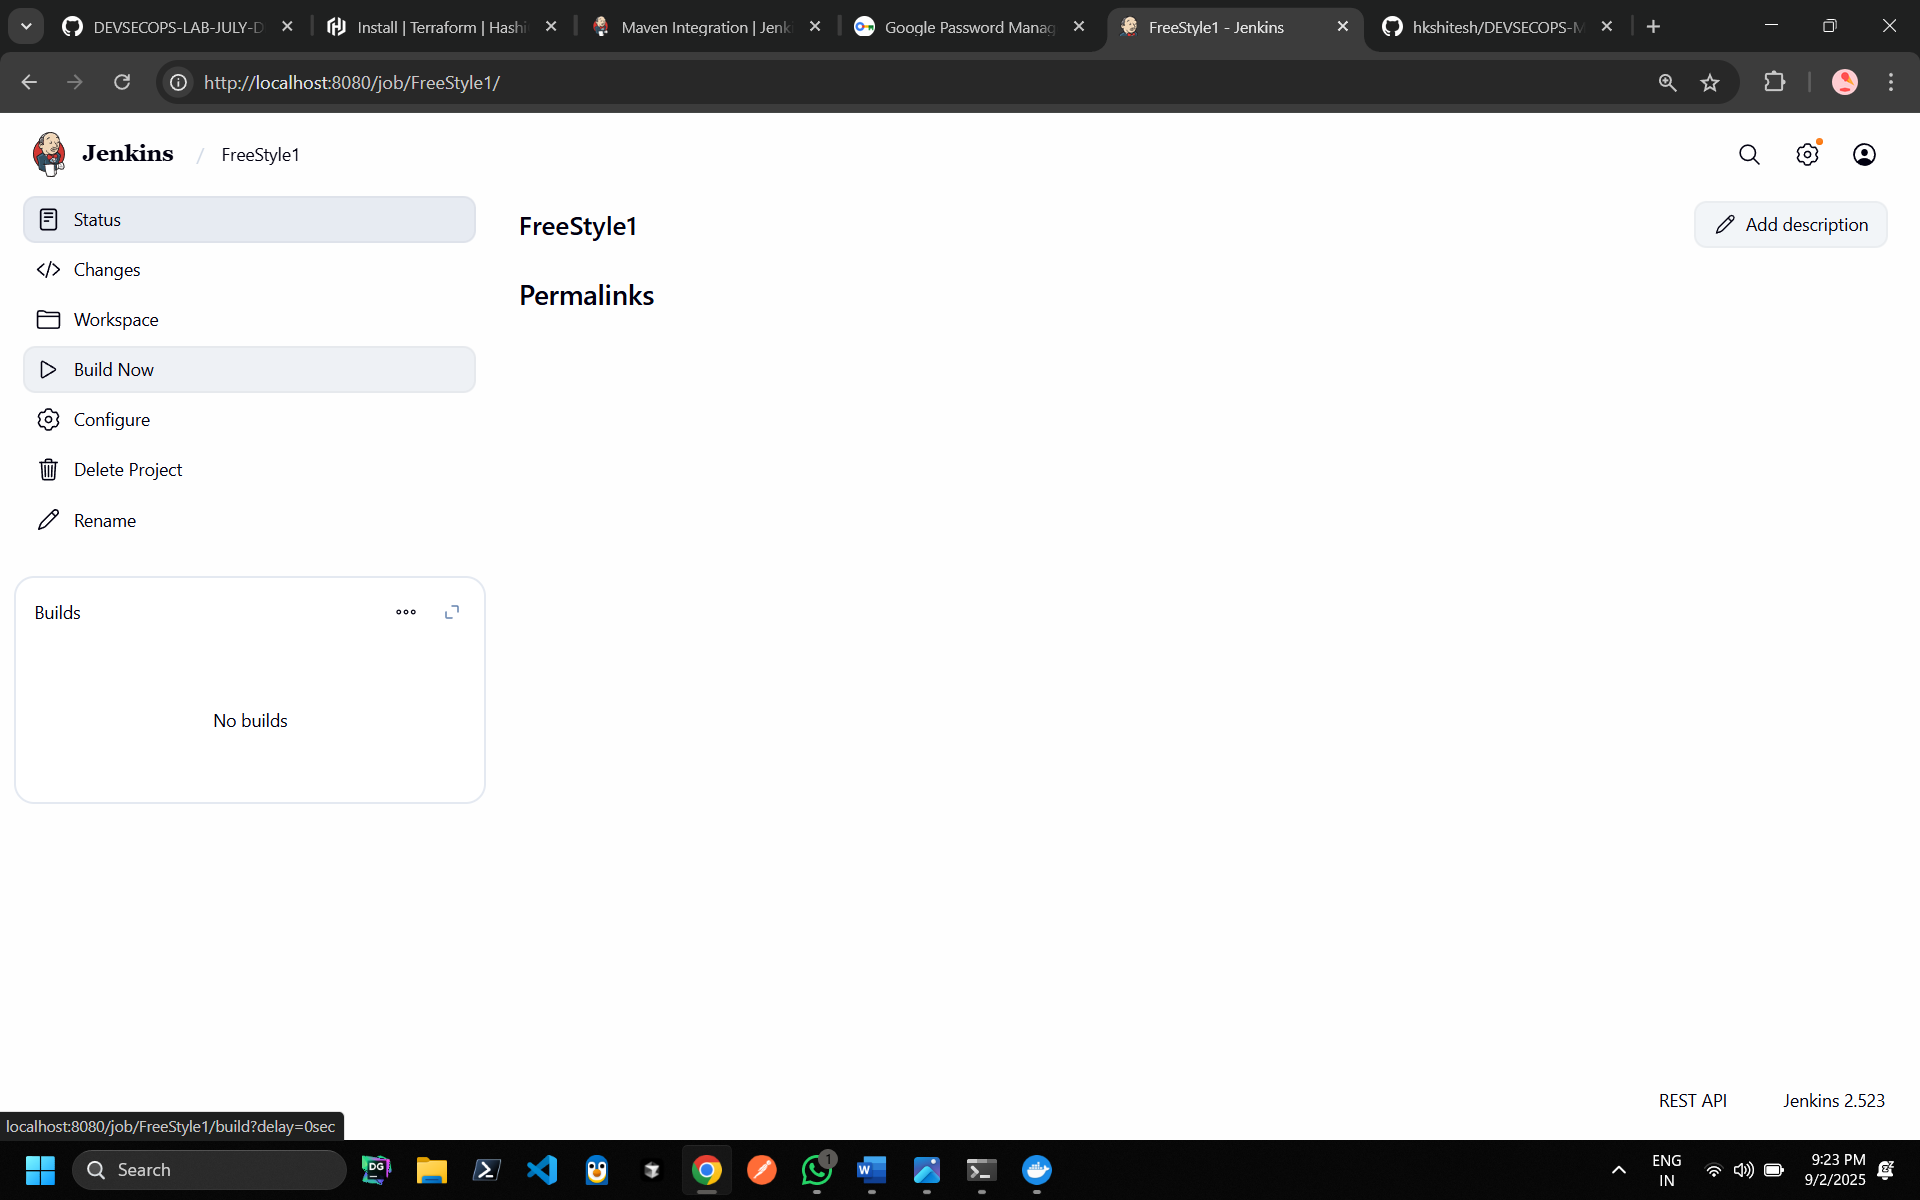 DEVSECOPS-LAB-JULY-D
Install | Terraform | Hashi
Maven Integration | Jenki
Google Password Manag
FreeStyle1 - Jenkins
hkshitesh/DEVSECOPS-M
http://localhost:8080/job/FreeStyle1/
Jenkins / FreeStyle1
Status
Changes
Workspace
Build Now
Configure
Delete Project
Rename
Builds
No builds
FreeStyle1
Add description
Permalinks
REST API
Jenkins 2.523
localhost:8080/job/FreeStyle1/build?delay=0sec
Search
DG
1
W
ENG
IN
9:23 PM
9/2/2025